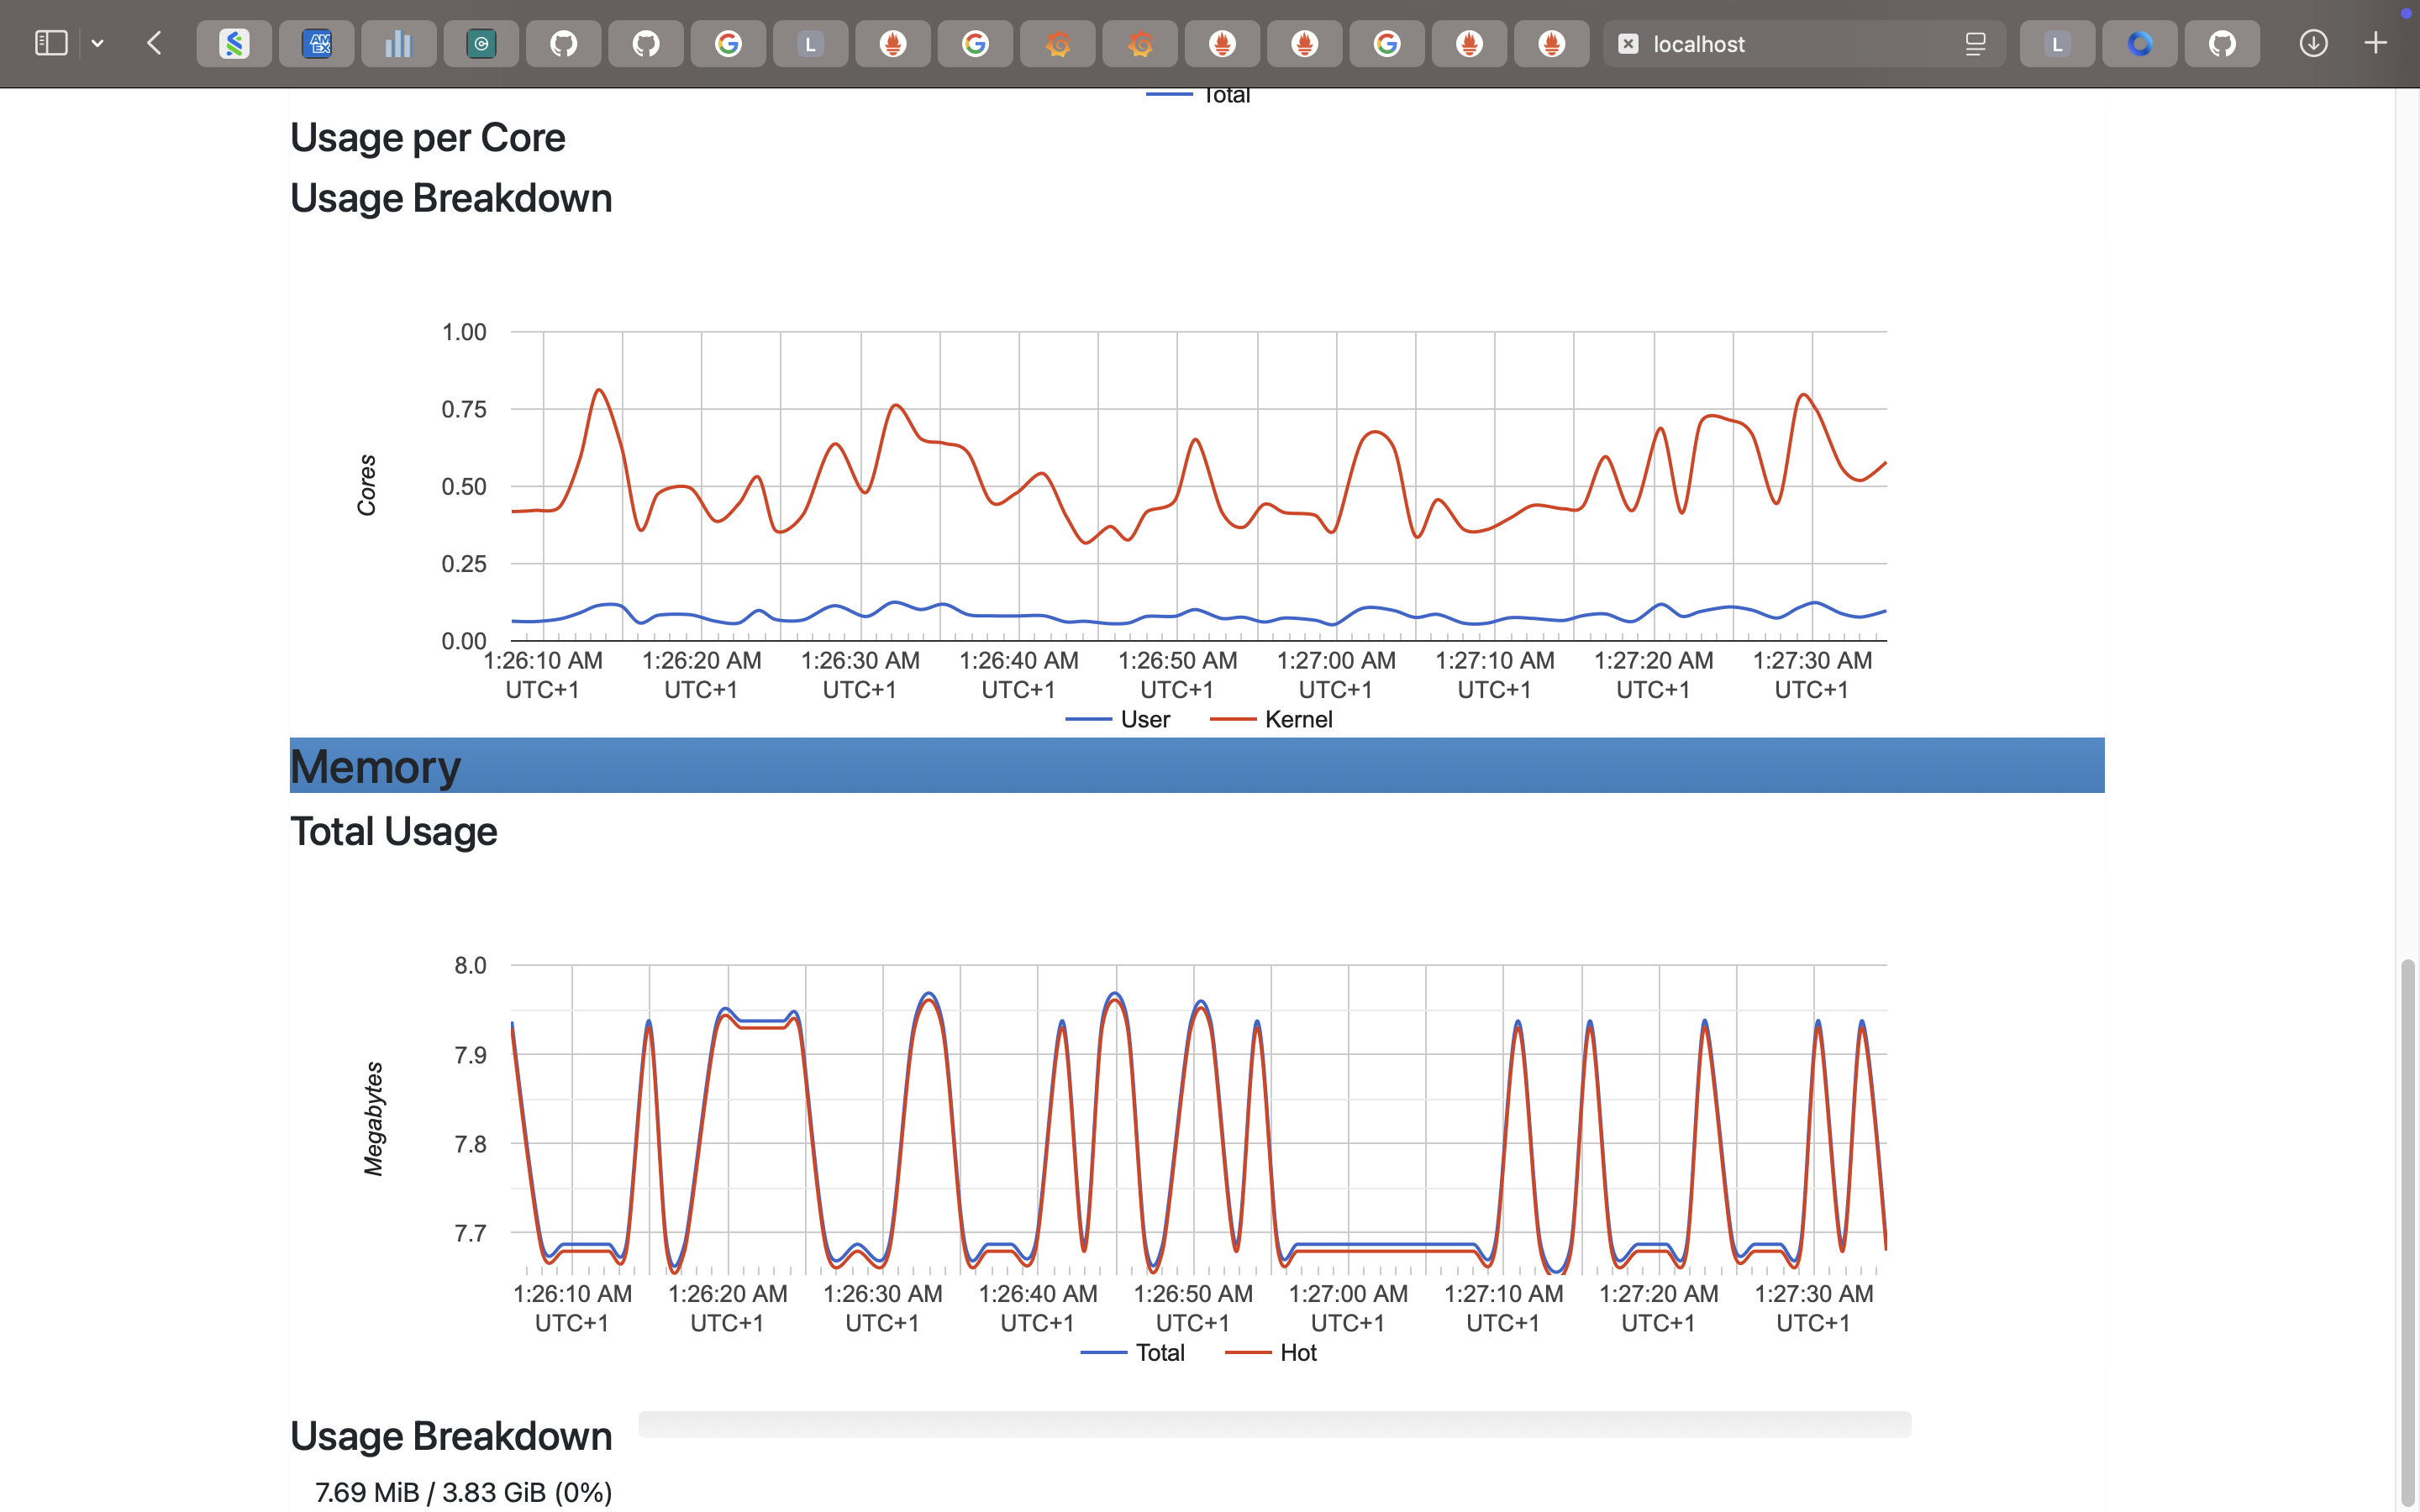 AM
EX
L
localhost
L
Total
Usage per Core
Usage Breakdown
1.00
0.75
0.50
0.25
0.00
Cores
1:26:10 AM 1:26:20 AM 1:26:30 AM 1:26:40 AM 1:26:50 AM 1:27:00 AM 1:27:10 AM 1:27:20 AM 1:27:30 AM
UTC+1 UTC+1 UTC+1 UTC+1 UTC+1 UTC+1 UTC+1 UTC+1 UTC+1
User Kernel
Memory
Total Usage
8.0
7.9
7.8
7.7
Megabytes
1:26:10 AM 1:26:20 AM 1:26:30 AM 1:26:40 AM 1:26:50 AM 1:27:00 AM 1:27:10 AM 1:27:20 AM 1:27:30 AM
UTC+1 UTC+1 UTC+1 UTC+1 UTC+1 UTC+1 UTC+1 UTC+1 UTC+1
Total Hot
Usage Breakdown
7.69 MiB / 3.83 GiB (0%)